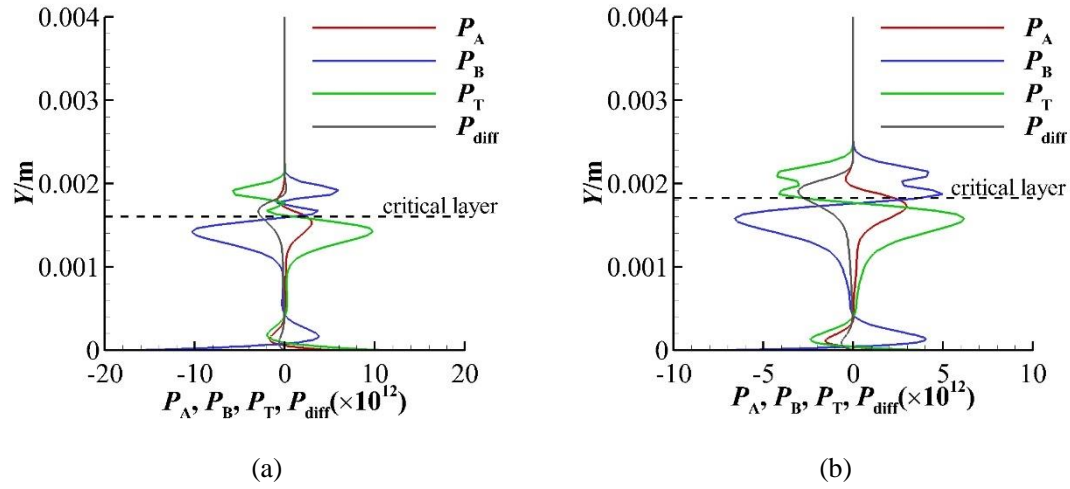 0.004
P_A
P_B
P_T
P_diff
0.003
Y/m
0.002
critical layer
0.001
0
-20 -10 0 10 20
P_A, P_B, P_T, P_diff(×10^12)
(a)
0.004
P_A
P_B
P_T
P_diff
0.003
Y/m
0.002
critical layer
0.001
0
-10 -5 0 5 10
P_A, P_B, P_T, P_diff(×10^12)
(b)